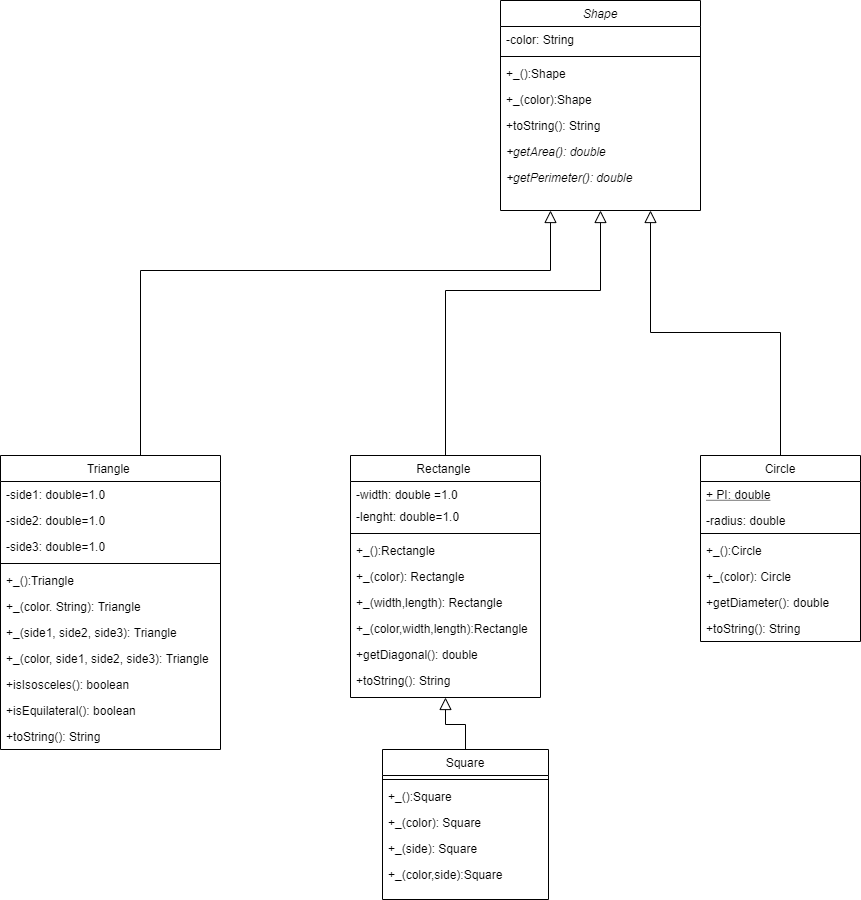 Shape
-color: String
+_():Shape
+_(color):Shape
+toString(): String
+getArea(): double
+getPerimeter(): double
Triangle
-side1: double=1.0
-side2: double=1.0
-side3: double=1.0
+_():Triangle
+_(color. String): Triangle
+_(side1, side2, side3): Triangle
+_(color, side1, side2, side3): Triangle
+isIsosceles(): boolean
+isEquilateral(): boolean
+toString(): String
Rectangle
-width: double =1.0
-lenght: double=1.0
+_():Rectangle
+_(color): Rectangle
+_(width,length): Rectangle
+_(color,width,length):Rectangle
+getDiagonal(): double
+toString(): String
Circle
+ PI: double
-radius: double
+_():Circle
+_(color): Circle
+getDiameter(): double
+toString(): String
Square
+_():Square
+_(color): Square
+_(side): Square
+_(color,side):Square